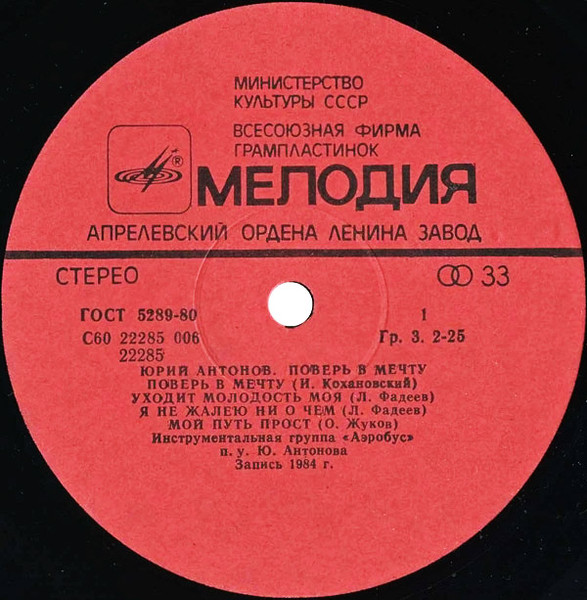 МИНИСТЕРСТВО
КУЛЬТУРЫ СССР
ВСЕСОЮЗНАЯ ФИРМА
ГРАМПЛАСТИНОК
®
МЕЛОДИЯ
АПРЕЛЕВСКИЙ ОРДЕНА ЛЕНИНА ЗАВОД
СТЕРЕО 33
ГОСТ 5289-80 1
С60 22285 006 Гр. 3. 2-25
22285
ЮРИЙ АНТОНОВ. ПОВЕРЬ В МЕЧТУ
ПОВЕРЬ В МЕЧТУ (И. Кохановский)
УХОДИТ МОЛОДОСТЬ МОЯ (Л. Фадеев)
Я НЕ ЖАЛЕЮ НИ О ЧЕМ (Л. Фадеев)
МОЙ ПУТЬ ПРОСТ (О. Жуков)
Инструментальная группа «Аэробус»
п. у. Ю. Антонова
Запись 1984 г.